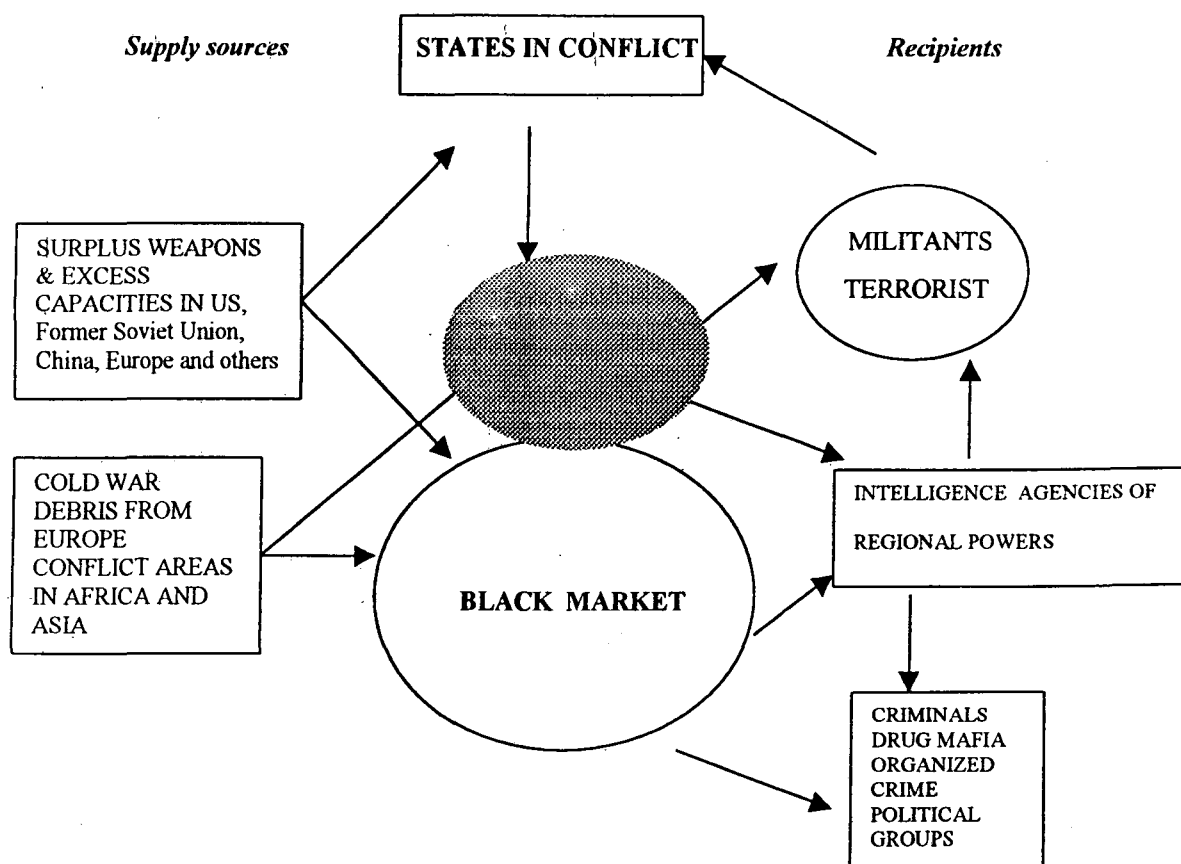 Supply sources
STATES IN CONFLICT
Recipients
SURPLUS WEAPONS
& EXCESS
CAPACITIES IN US,
Former Soviet Union,
China, Europe and others
MILITANTS
TERRORIST
COLD WAR
DEBRIS FROM
EUROPE
CONFLICT AREAS
IN AFRICA AND
ASIA
BLACK MARKET
INTELLIGENCE AGENCIES OF
REGIONAL POWERS
CRIMINALS
DRUG MAFIA
ORGANIZED
CRIME
POLITICAL
GROUPS